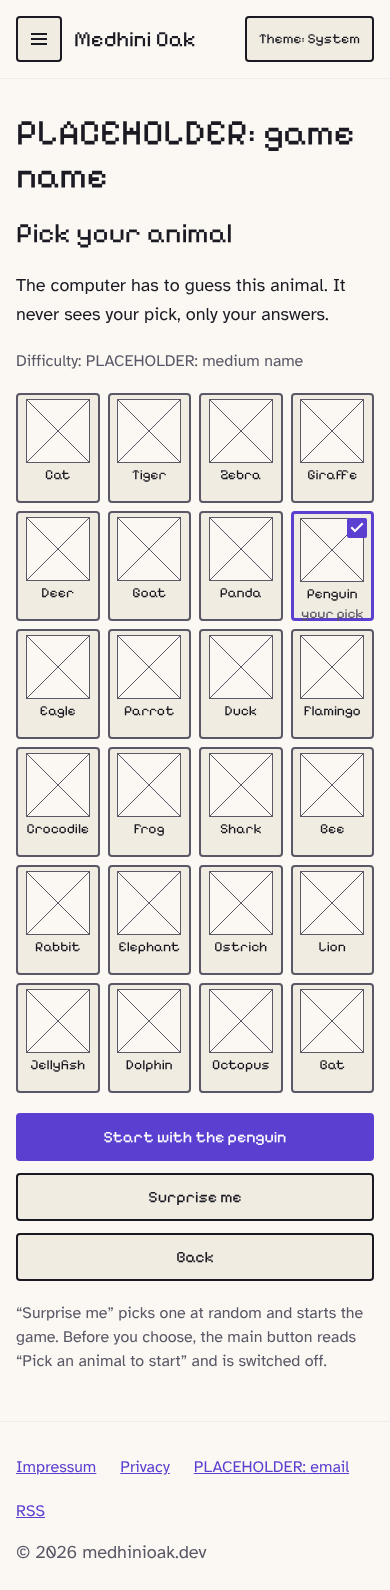 Medhini Oak
Theme: System
PLACEHOLDER: game
name
Pick your animal
The computer has to guess this animal. It
never sees your pick, only your answers.
Difficulty: PLACEHOLDER: medium name
Cat
Tiger
Zebra
Giraffe
Deer
Goat
Panda
Penguin
your pick
Eagle
Parrot
Duck
Flamingo
Crocodile
Frog
Shark
Bee
Rabbit
Elephant
Ostrich
Lion
Jellyfish
Dolphin
Octopus
Bat
Start with the penguin
Surprise me
Back
“Surprise me” picks one at random and starts the
game. Before you choose, the main button reads
“Pick an animal to start” and is switched off.
Impressum
Privacy
PLACEHOLDER: email
RSS
© 2026 medhinioak.dev